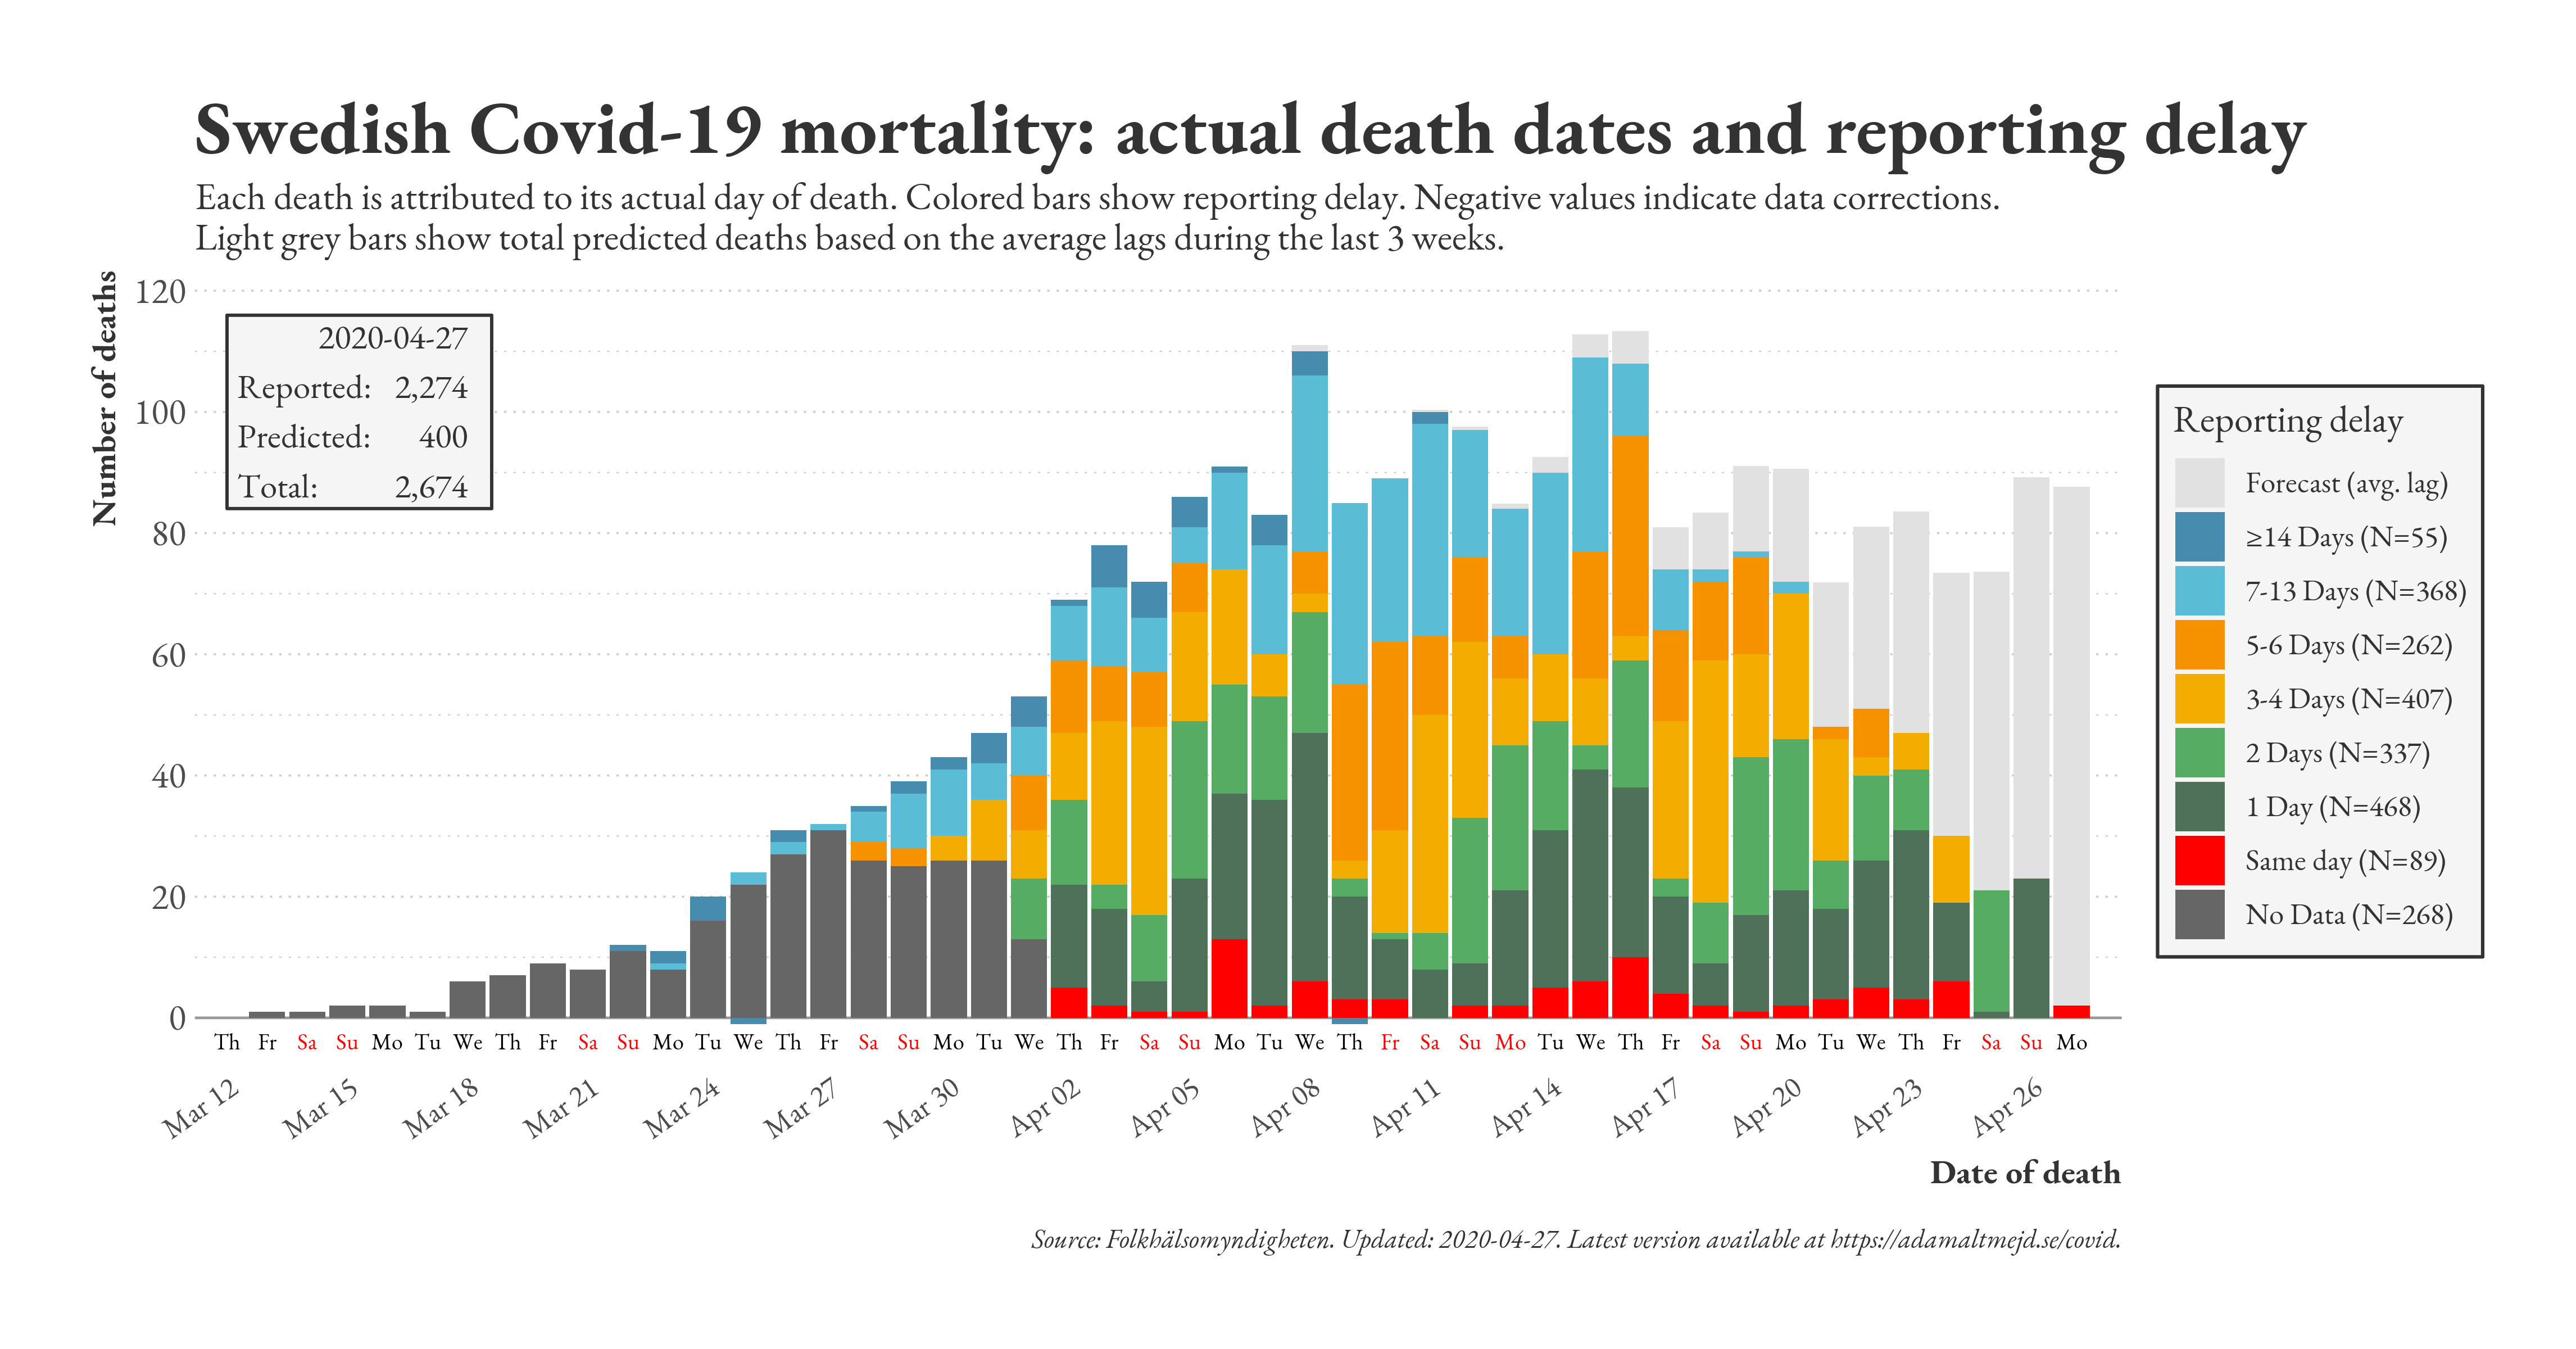 Swedish Covid-19 mortality: actual death dates and reporting delay
Each death is attributed to its actual day of death. Colored bars show reporting delay. Negative values indicate data corrections.
Light grey bars show total predicted deaths based on the average lags during the last 3 weeks.
Number of deaths
120
100
80
60
40
20
0
2020-04-27
Reported: 2,274
Predicted: 400
Total: 2,674
Reporting delay
Forecast (avg. lag)
≥14 Days (N=55)
7-13 Days (N=368)
5-6 Days (N=262)
3-4 Days (N=407)
2 Days (N=337)
1 Day (N=468)
Same day (N=89)
No Data (N=268)
Th Fr Sa Su Mo Tu We Th Fr Sa Su Mo Tu We Th Fr Sa Su Mo Tu We Th Fr Sa Su Mo Tu We Th Fr Sa Su Mo Tu We Th Fr Sa Su Mo Tu We Th Fr Sa Su Mo
Mar 12 Mar 15 Mar 18 Mar 21 Mar 24 Mar 27 Mar 30 Apr 02 Apr 05 Apr 08 Apr 11 Apr 14 Apr 17 Apr 20 Apr 23 Apr 26
Date of death
Source: Folkhälsomyndigheten. Updated: 2020-04-27. Latest version available at https://adamaltmejd.se/covid.